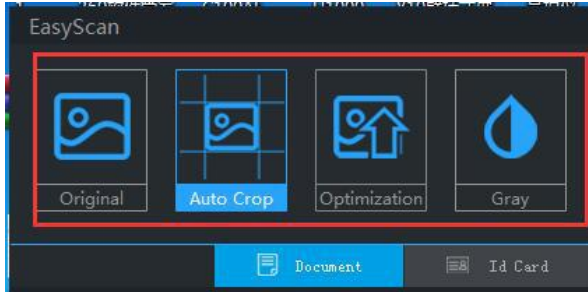 EasyScan
Original
Auto Crop
Optimization
Gray
Document
Id Card